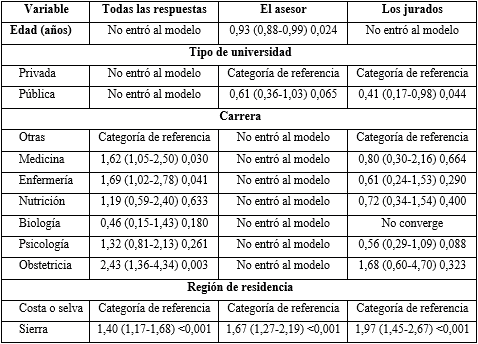 Variable Todas las respuestas El asesor Los jurados
Edad (años) No entró al modelo 0,93 (0,88-0,99) 0,024 No entró al modelo
Tipo de universidad
Privada No entró al modelo Categoría de referencia Categoría de referencia
Pública No entró al modelo 0,61 (0,36-1,03) 0,065 0,41 (0,17-0,98) 0,044
Carrera
Otras Categoría de referencia No entró al modelo Categoría de referencia
Medicina 1,62 (1,05-2,50) 0,030 No entró al modelo 0,80 (0,30-2,16) 0,664
Enfermería 1,69 (1,02-2,78) 0,041 No entró al modelo 0,61 (0,24-1,53) 0,290
Nutrición 1,19 (0,59-2,40) 0,633 No entró al modelo 0,72 (0,34-1,54) 0,400
Biología 0,46 (0,15-1,43) 0,180 No entró al modelo No converge
Psicología 1,32 (0,81-2,13) 0,261 No entró al modelo 0,56 (0,29-1,09) 0,088
Obstetricia 2,43 (1,36-4,34) 0,003 No entró al modelo 1,68 (0,60-4,70) 0,323
Región de residencia
Costa o selva Categoría de referencia Categoría de referencia Categoría de referencia
Sierra 1,40 (1,17-1,68) <0,001 1,67 (1,27-2,19) <0,001 1,97 (1,45-2,67) <0,001